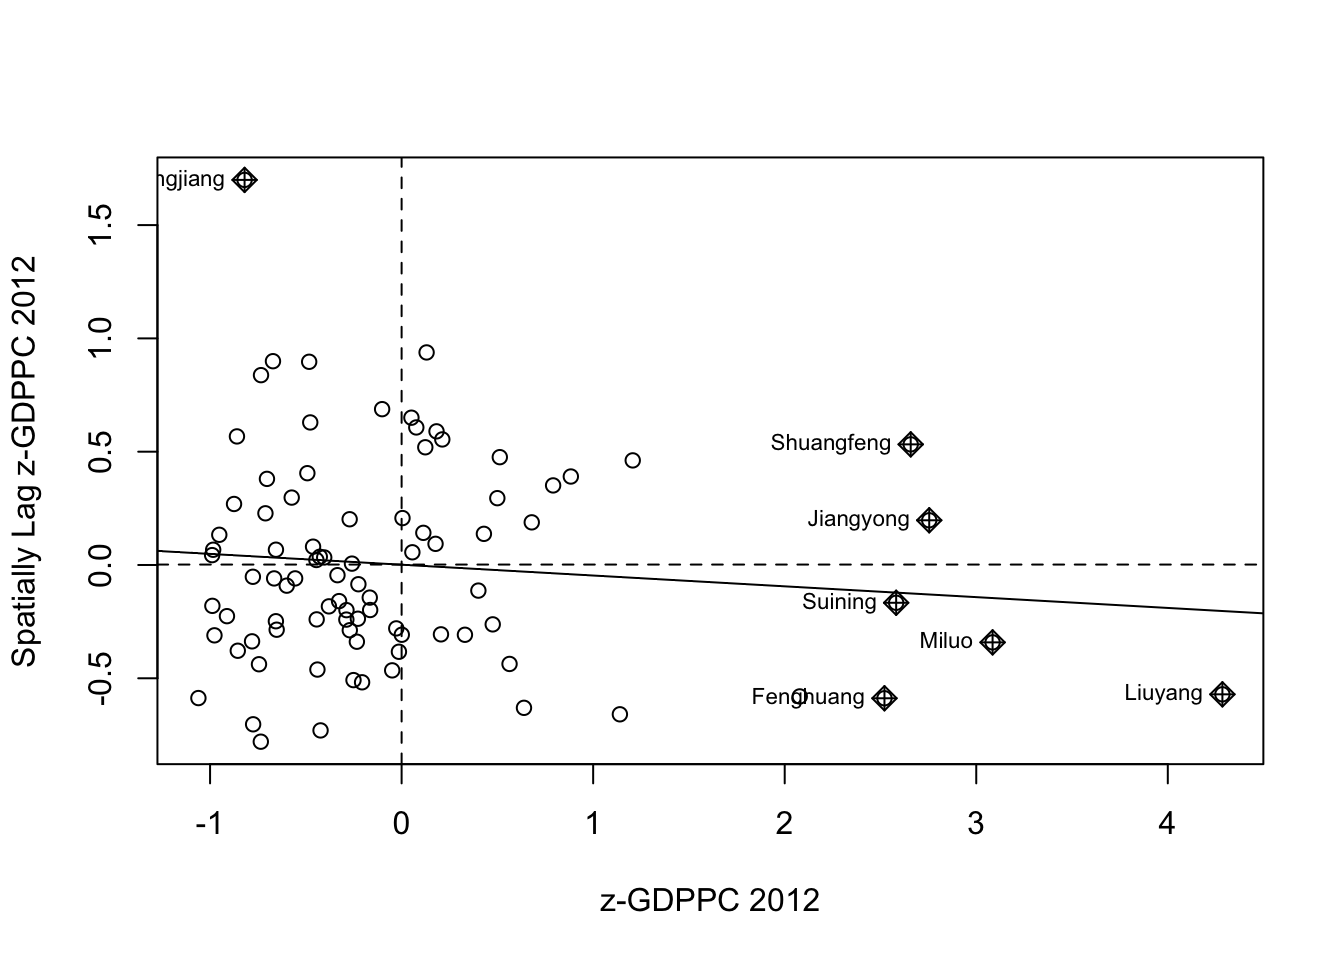 ngjiang
Shuangfeng
Jiangyong
Suining
Miluo
Fenghuang
Liuyang
Spatially Lag z-GDPPC 2012
1.5
1.0
0.5
0.0
-0.5
-1 0 1 2 3 4
z-GDPPC 2012